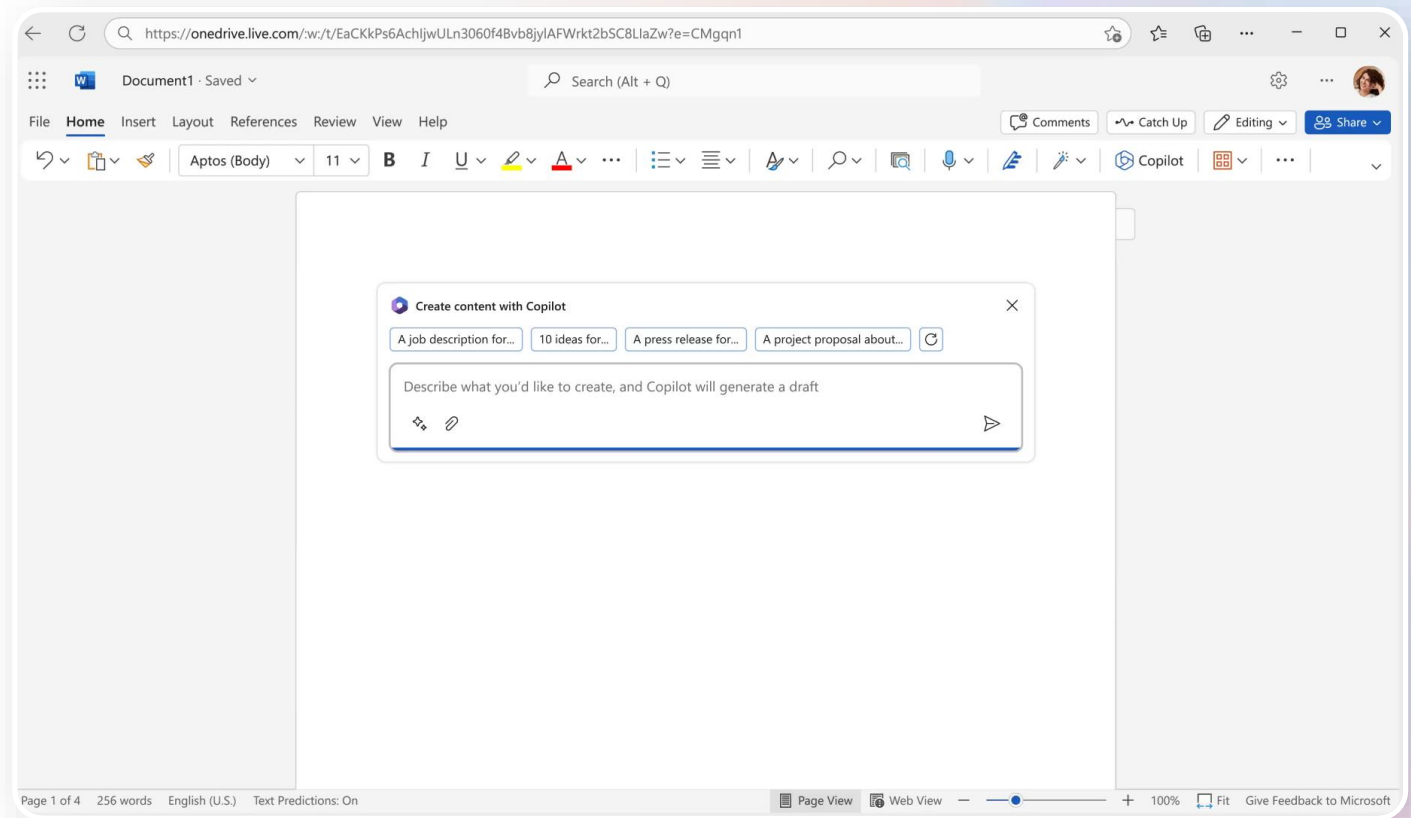 https://onedrive.live.com/:w:/t/EaCKkPs6AchIjwULn3060f4Bvb8jylAFWrkt2bSC8LlaZw?e=CMgqn1
W Document1 · Saved Search (Alt + Q)
File Home Insert Layout References Review View Help Comments Catch Up Editing Share
Aptos (Body) 11 B I U A Copilot
Create content with Copilot
A job description for... 10 ideas for... A press release for... A project proposal about...
Describe what you'd like to create, and Copilot will generate a draft
Page 1 of 4 256 words English (U.S.) Text Predictions: On Page View Web View 100% Fit Give Feedback to Microsoft